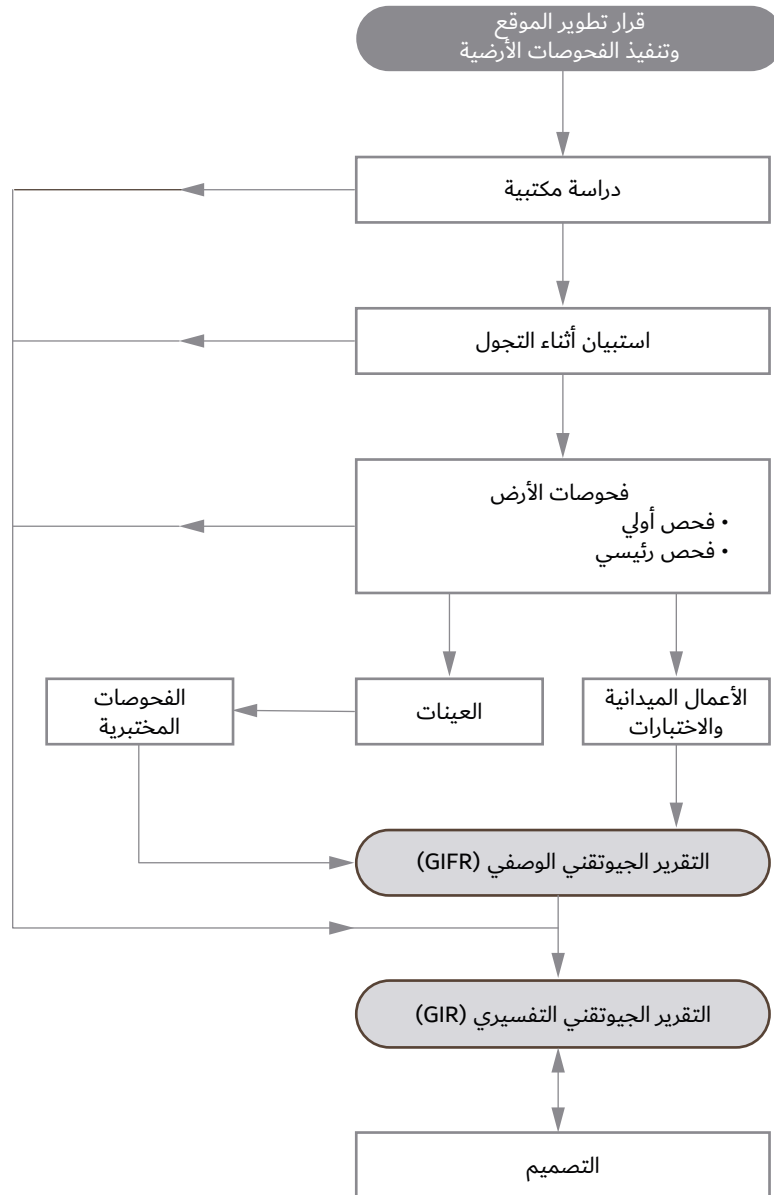 قرار تطوير الموقع
وتنفيذ الفحوصات الأرضية
دراسة مكتبية
استبيان أثناء التجول
فحوصات الأرض
• فحص أولي
• فحص رئيسي
الأعمال الميدانية
والاختبارات
العينات
الفحوصات
المختبرية
التقرير الجيوتقني الوصفي (GIFR)
التقرير الجيوتقني التفسيري (GIR)
التصميم